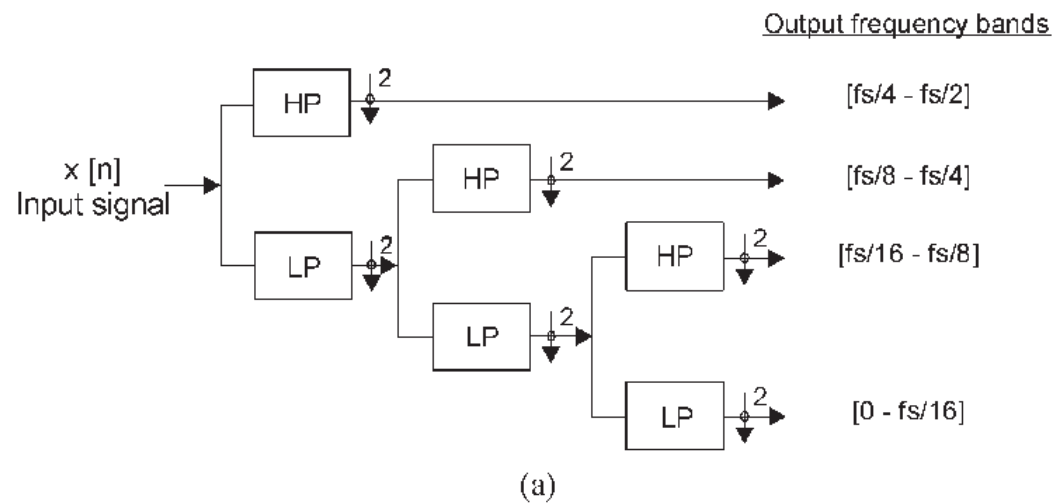 Output frequency bands
2
HP
[fs/4 - fs/2]
x [n]
Input signal
2
HP
[fs/8 - fs/4]
2
LP
2
HP
[fs/16 - fs/8]
2
LP
2
LP
[0 - fs/16]
(a)